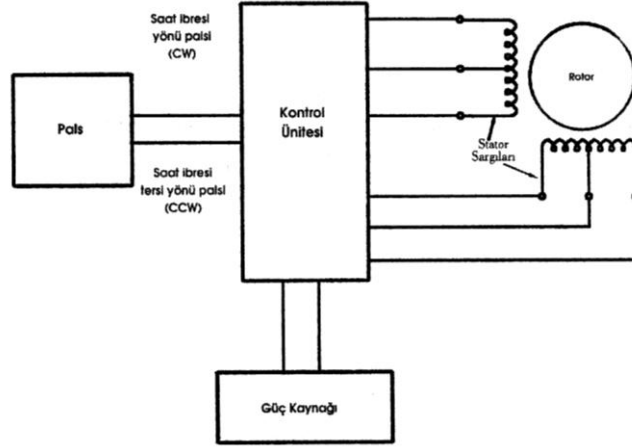 Saat ibresi
yönü palsi
(CW)
Pals
Kontrol
Ünitesi
Rotor
Stator
Sargıları
Saat ibresi
tersi yönü palsi
(CCW)
Güç Kaynağı